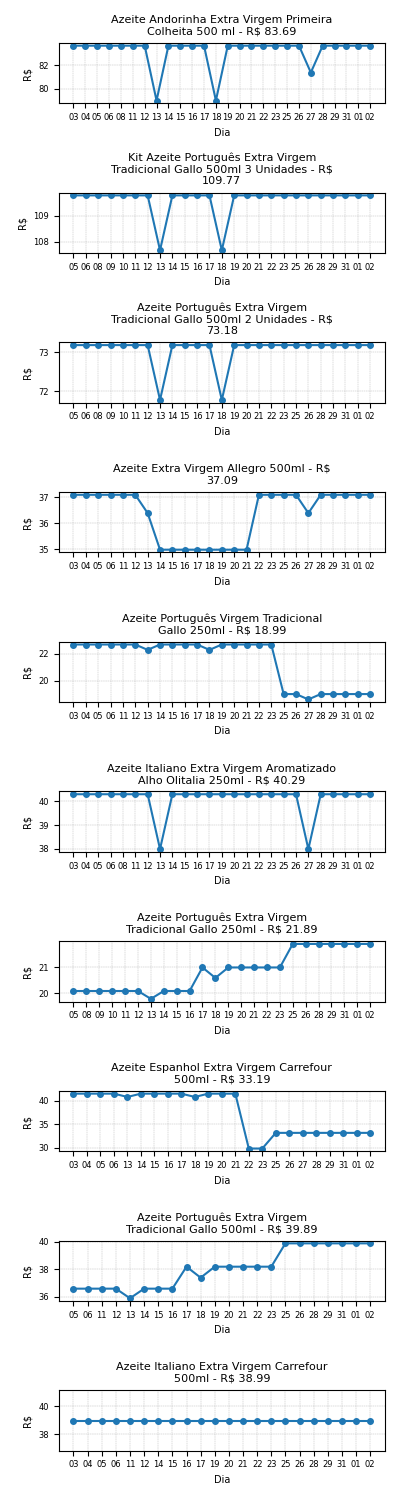 Azeite Andorinha Extra Virgem Primeira
Colheita 500 ml - R$ 83.69
82
80
R$
03 04 05 06 08 11 12 13 14 15 16 17 18 19 20 21 22 23 25 26 27 28 29 31 01 02
Dia
Kit Azeite Português Extra Virgem
Tradicional Gallo 500ml 3 Unidades - R$
109.77
109
108
R$
05 06 08 09 10 11 12 13 14 15 16 17 18 19 20 21 22 23 25 26 28 29 31 01 02
Dia
Azeite Português Extra Virgem
Tradicional Gallo 500ml 2 Unidades - R$
73.18
73
72
R$
05 06 08 09 10 11 12 13 14 15 16 17 18 19 20 21 22 23 25 26 28 29 31 01 02
Dia
Azeite Extra Virgem Allegro 500ml - R$
37.09
37
36
35
R$
03 04 05 06 11 12 13 14 15 16 17 18 19 20 21 22 23 25 26 27 28 29 31 01 02
Dia
Azeite Português Virgem Tradicional
Gallo 250ml - R$ 18.99
22
20
R$
03 04 05 06 11 12 13 14 15 16 17 18 19 20 21 22 23 25 26 27 28 29 31 01 02
Dia
Azeite Italiano Extra Virgem Aromatizado
Alho Olitalia 250ml - R$ 40.29
40
39
38
R$
03 04 05 06 08 11 12 13 14 15 16 17 18 19 20 21 22 23 25 26 27 28 29 31 02
Dia
Azeite Português Extra Virgem
Tradicional Gallo 250ml - R$ 21.89
21
20
R$
05 08 09 10 11 12 13 14 15 16 17 18 19 20 21 22 23 24 25 26 28 29 31 01 02
Dia
Azeite Espanhol Extra Virgem Carrefour
500ml - R$ 33.19
40
35
30
R$
03 04 05 06 13 14 15 16 17 18 19 20 21 22 23 25 26 27 28 29 31 01 02
Dia
Azeite Português Extra Virgem
Tradicional Gallo 500ml - R$ 39.89
40
38
36
R$
05 06 11 12 13 14 15 16 17 18 19 20 21 22 23 25 26 28 29 31 01 02
Dia
Azeite Italiano Extra Virgem Carrefour
500ml - R$ 38.99
40
38
R$
03 04 05 06 11 12 13 14 16 17 18 19 20 21 22 23 25 26 28 29 31 01 02
Dia